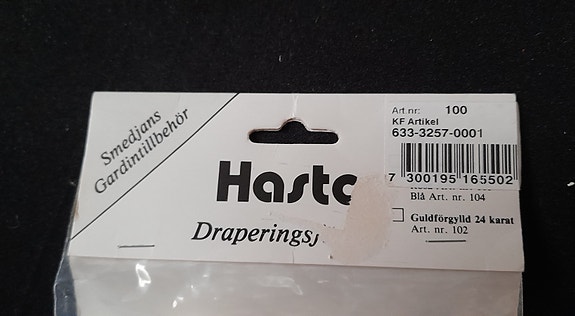 Smedjans
Gardintillbehör
Hasta
Draperings
Art.nr: 100
KF Artikel
633-3257-0001
7 300195 165502
Blå Art. nr. 104
Guldförgylld 24 karat
Art. nr. 102